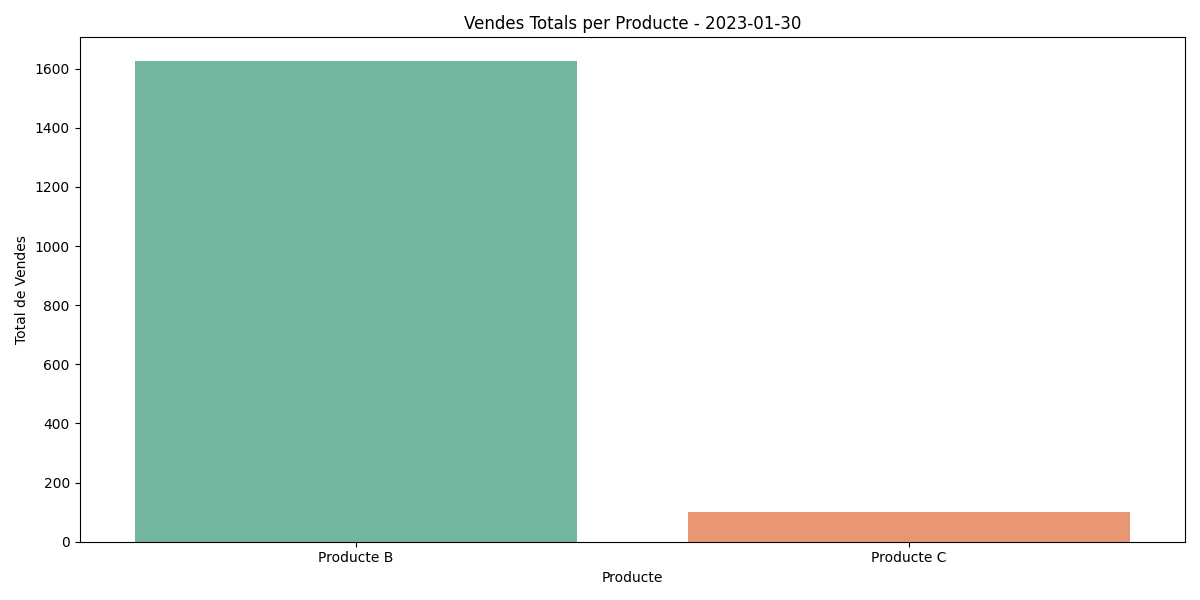 Vendes Totals per Producte - 2023-01-30
Total de Vendes
1600
1400
1200
1000
800
600
400
200
0
Producte B
Producte C
Producte